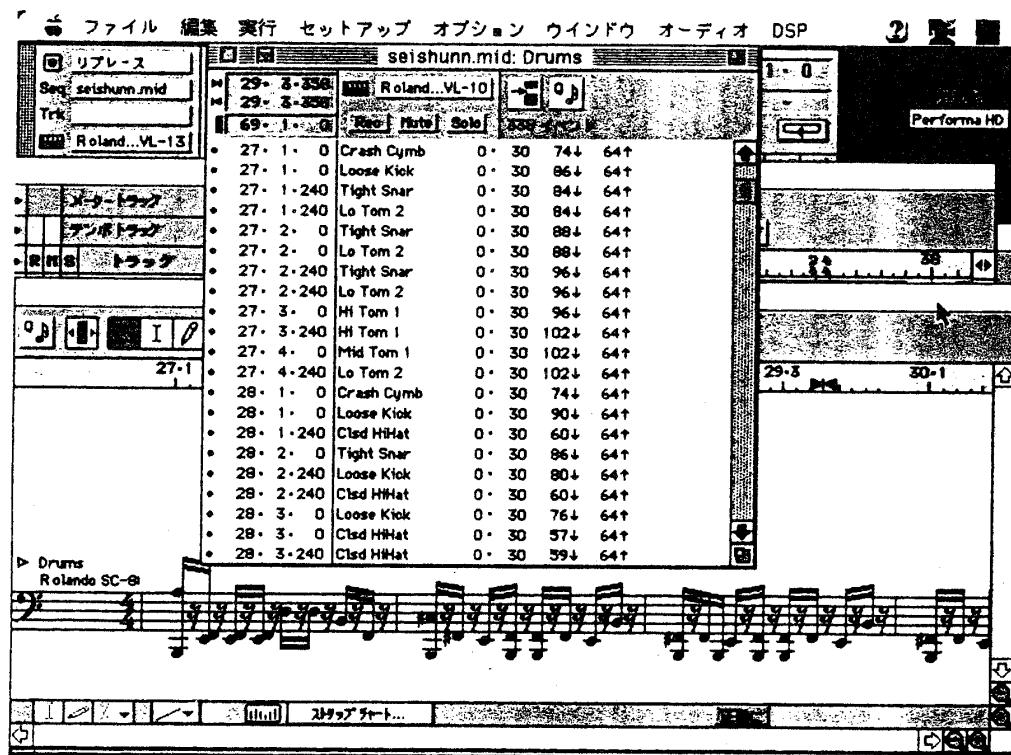 ファイル 編集 実行 セットアップ オプション ウインドウ オーディオ DSP
リプレース
seishunn.mid: Drums
Seq seishunn.mid
Trk
Roland...VL-13
29· 3·358
29· 3·358
69· 1· 0
Roland...VL-10
Rec Mute Solo
1· 0
Performa HD
27· 1· 0 Crash Cymb 0· 30 74↓ 64↑
27· 1· 0 Loose Kick 0· 30 86↓ 64↑
27· 1·240 Tight Snar 0· 30 84↓ 64↑
27· 1·240 Lo Tom 2 0· 30 84↓ 64↑
27· 2· 0 Tight Snar 0· 30 88↓ 64↑
27· 2· 0 Lo Tom 2 0· 30 88↓ 64↑
27· 2·240 Tight Snar 0· 30 96↓ 64↑
27· 2·240 Lo Tom 2 0· 30 96↓ 64↑
27· 3· 0 Hi Tom 1 0· 30 96↓ 64↑
27· 3·240 Hi Tom 1 0· 30 102↓ 64↑
27· 4· 0 Mid Tom 1 0· 30 102↓ 64↑
27· 4·240 Lo Tom 2 0· 30 102↓ 64↑
28· 1· 0 Crash Cymb 0· 30 74↓ 64↑
28· 1· 0 Loose Kick 0· 30 90↓ 64↑
28· 1·240 Clsd HiHat 0· 30 60↓ 64↑
28· 2· 0 Tight Snar 0· 30 86↓ 64↑
28· 2·240 Loose Kick 0· 30 80↓ 64↑
28· 2·240 Clsd HiHat 0· 30 60↓ 64↑
28· 3· 0 Loose Kick 0· 30 76↓ 64↑
28· 3· 0 Clsd HiHat 0· 30 57↓ 64↑
28· 3·240 Clsd HiHat 0· 30 59↓ 64↑
メータートラック
テンポトラック
R M S トラック
38
27·1
29·3
30·1
Drums
Rolando SC-8
ストリップ チャート...